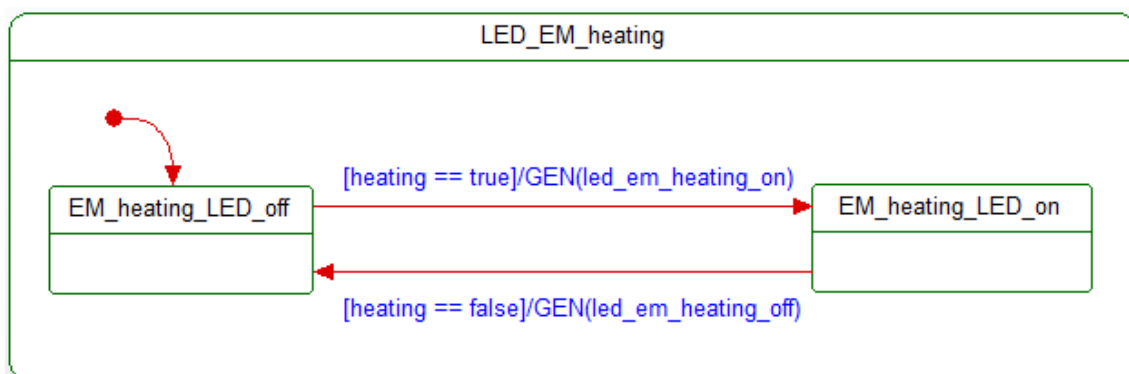 LED_EM_heating
[heating == true]/GEN(led_em_heating_on)
EM_heating_LED_off
EM_heating_LED_on
[heating == false]/GEN(led_em_heating_off)